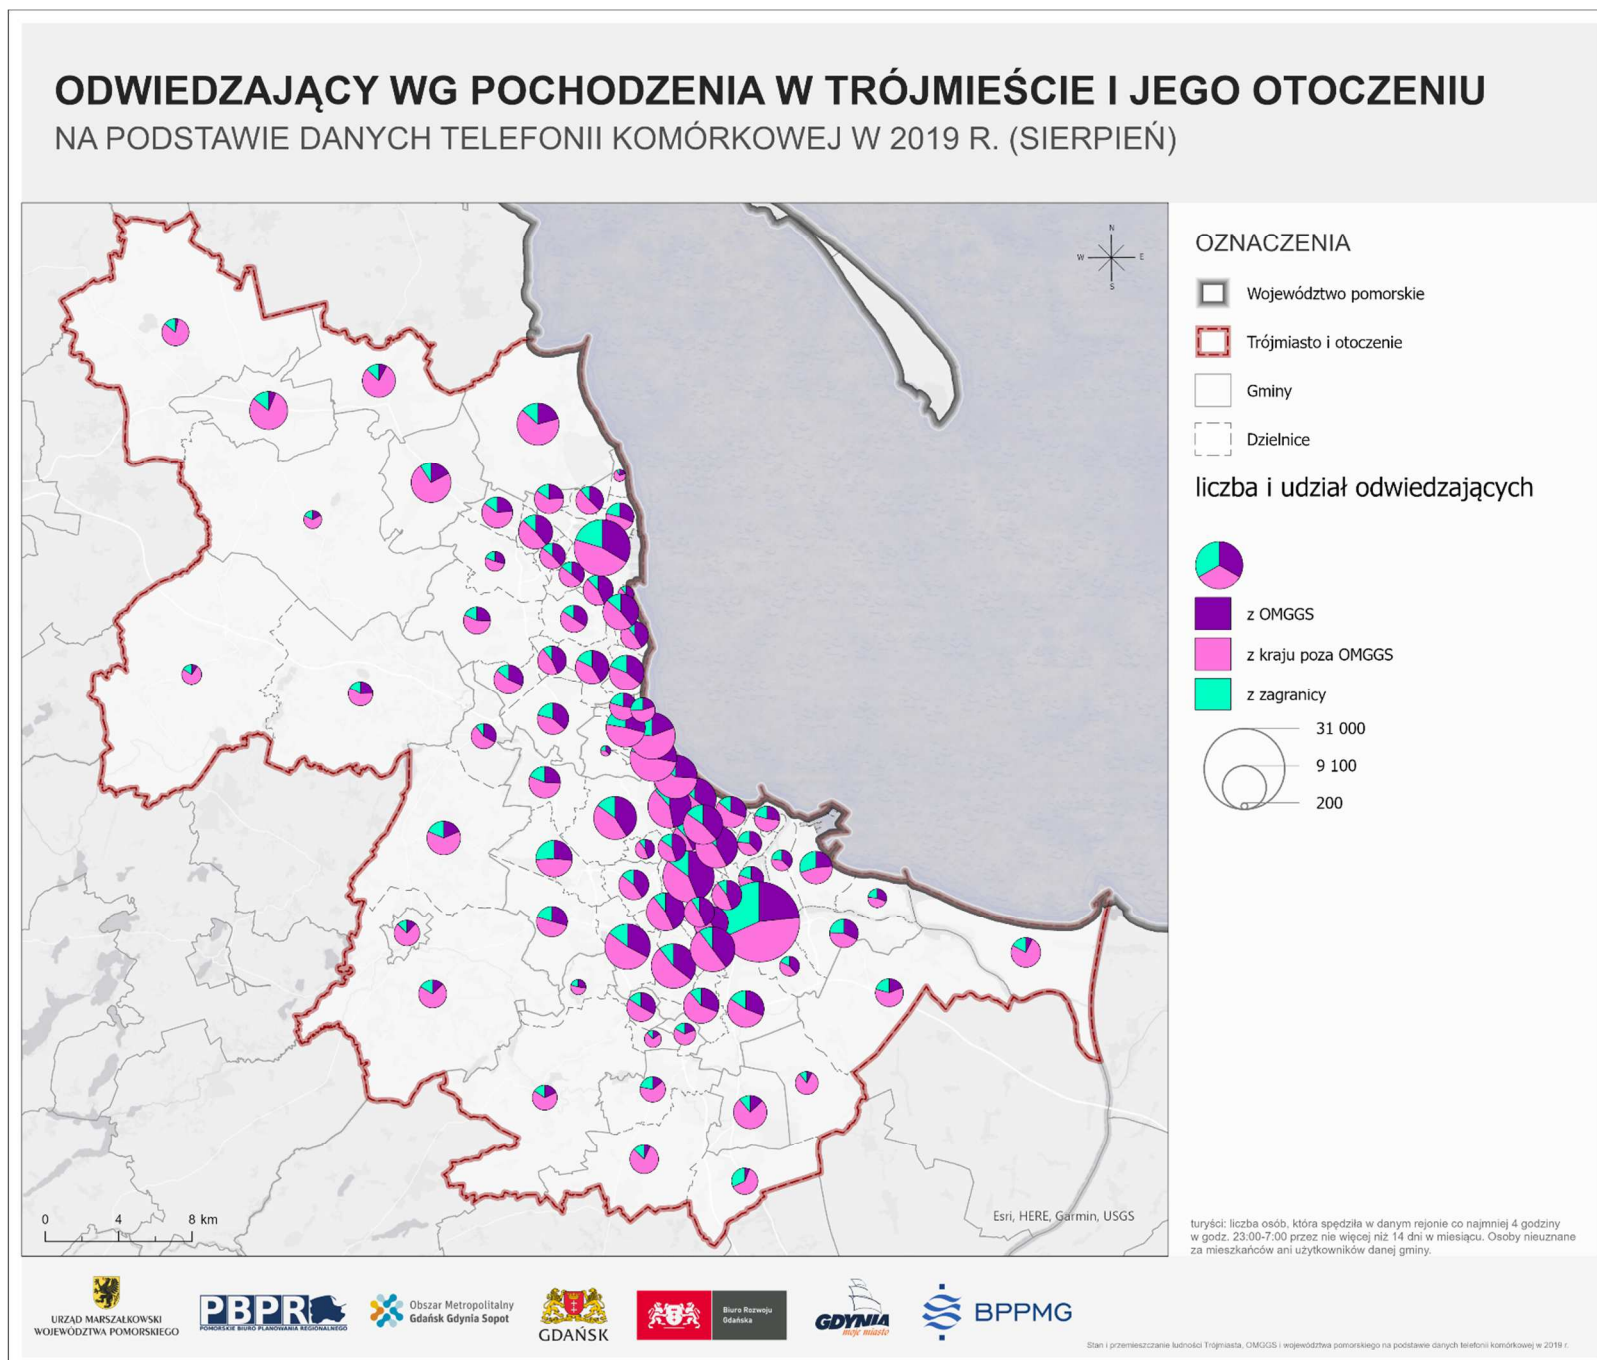 ODWIEDZAJĄCY WG POCHODZENIA W TRÓJMIEŚCIE I JEGO OTOCZENIU
NA PODSTAWIE DANYCH TELEFONII KOMÓRKOWEJ W 2019 R. (SIERPIEŃ)
N
W E
S
OZNACZENIA
Województwo pomorskie
Trójmiasto i otoczenie
Gminy
Dzielnice
liczba i udział odwiedzających
z OMGGS
z kraju poza OMGGS
z zagranicy
31 000
9 100
200
0 4 8 km
Esri, HERE, Garmin, USGS
turyści: liczba osób, która spędziła w danym rejonie co najmniej 4 godziny
w godz. 23:00-7:00 przez nie więcej niż 14 dni w miesiącu. Osoby nieuznane
za mieszkańców ani użytkowników danej gminy.
URZĄD MARSZAŁKOWSKI
WOJEWÓDZTWA POMORSKIEGO
PBPR
POMORSKIE BIURO PLANOWANIA REGIONALNEGO
Obszar Metropolitalny
Gdańsk Gdynia Sopot
GDAŃSK
Biuro Rozwoju
Gdańska
GDYNIA
moje miasto
BPPMG
Stan i przemieszczanie ludności Trójmiasta, OMGGS i województwa pomorskiego na podstawie danych telefonii komórkowej w 2019 r.